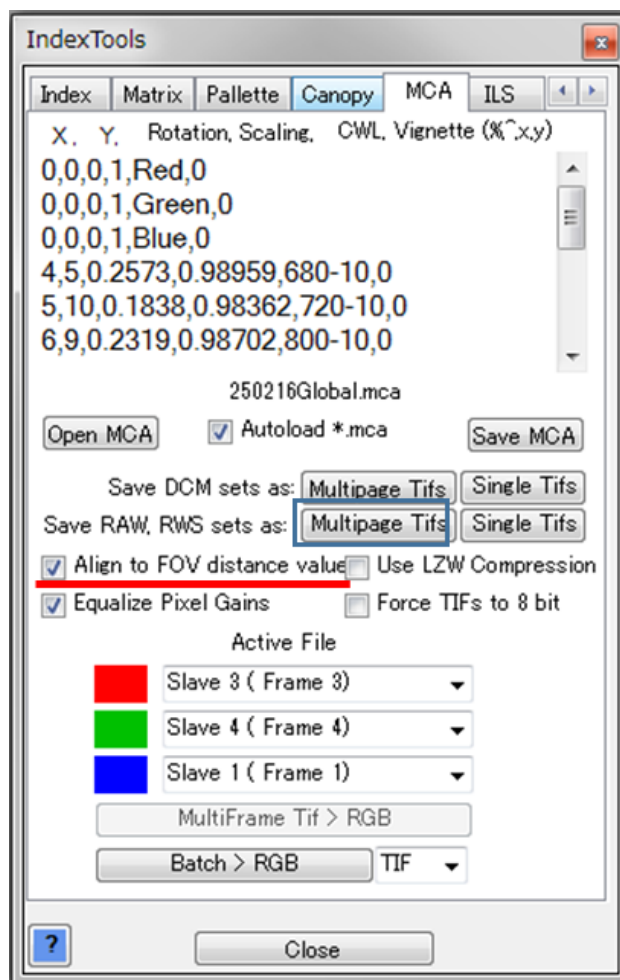 IndexTools
Index Matrix Pallette Canopy MCA ILS
X, Y, Rotation, Scaling, CWL, Vignette (%^,x,y)
0,0,0,1,Red,0
0,0,0,1,Green,0
0,0,0,1,Blue,0
4,5,0.2573,0.98959,680-10,0
5,10,0.1838,0.98362,720-10,0
6,9,0.2319,0.98702,800-10,0
250216Global.mca
Open MCA Autoload *.mca Save MCA
Save DCM sets as: Multipage Tifs Single Tifs
Save RAW, RWS sets as: Multipage Tifs Single Tifs
Align to FOV distance value Use LZW Compression
Equalize Pixel Gains Force TIFs to 8 bit
Active File
Slave 3 ( Frame 3)
Slave 4 ( Frame 4)
Slave 1 ( Frame 1)
MultiFrame Tif > RGB
Batch > RGB TIF
? Close